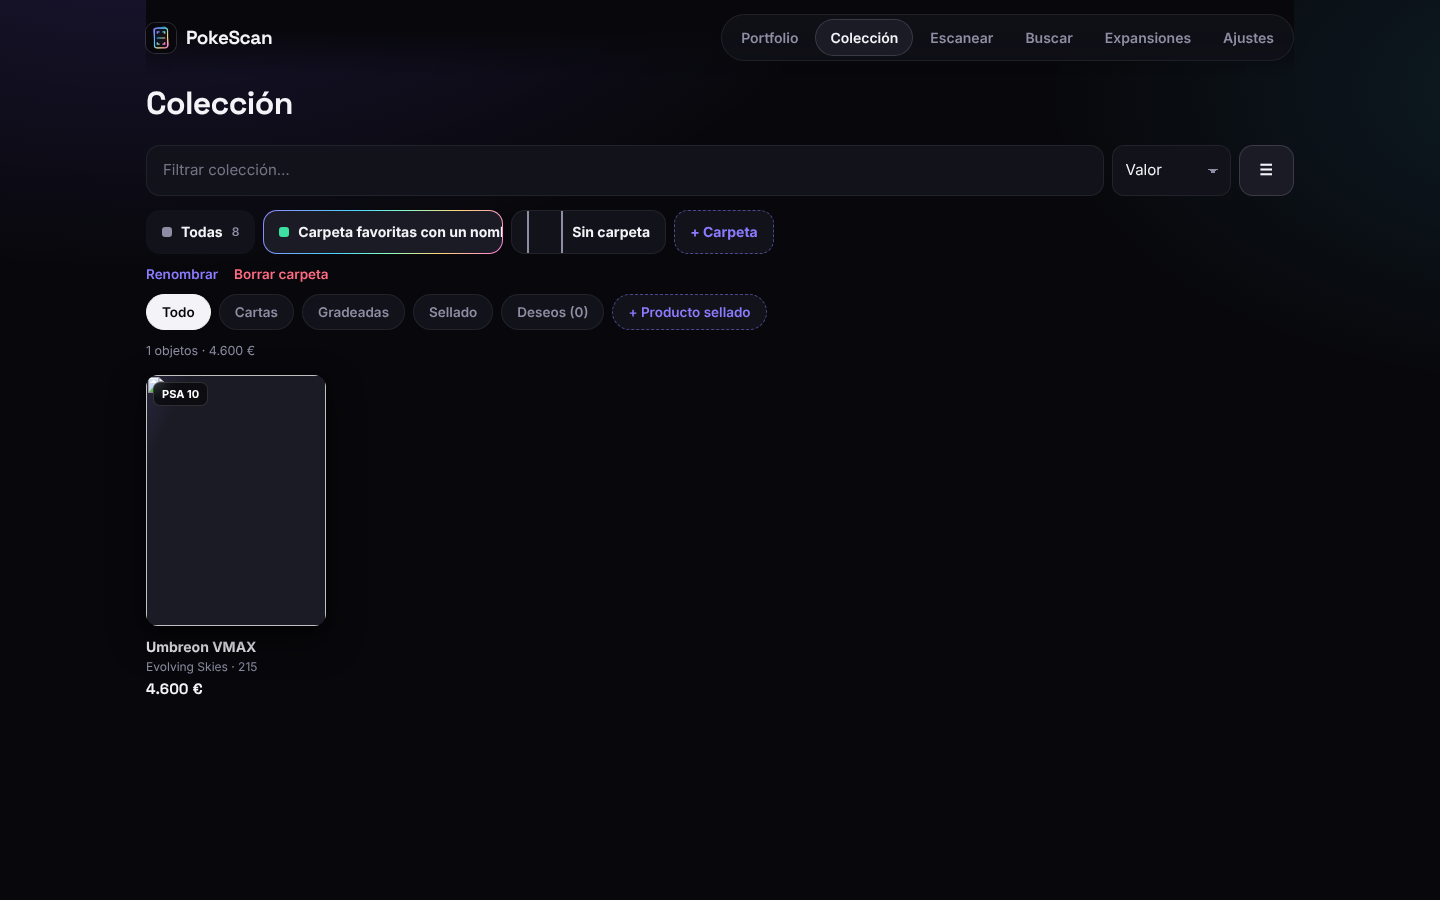 PokeScan
Portfolio
Colección
Escanear
Buscar
Expansiones
Ajustes
Colección
Filtrar colección...
Valor
Todas 8
Carpeta favoritas con un
Sin carpeta
+ Carpeta
Renombrar
Borrar carpeta
Todo
Cartas
Gradeadas
Sellado
Deseos (0)
+ Producto sellado
1 objetos · 4.600 €
PSA 10
Umbreon VMAX
Evolving Skies · 215
4.600 €